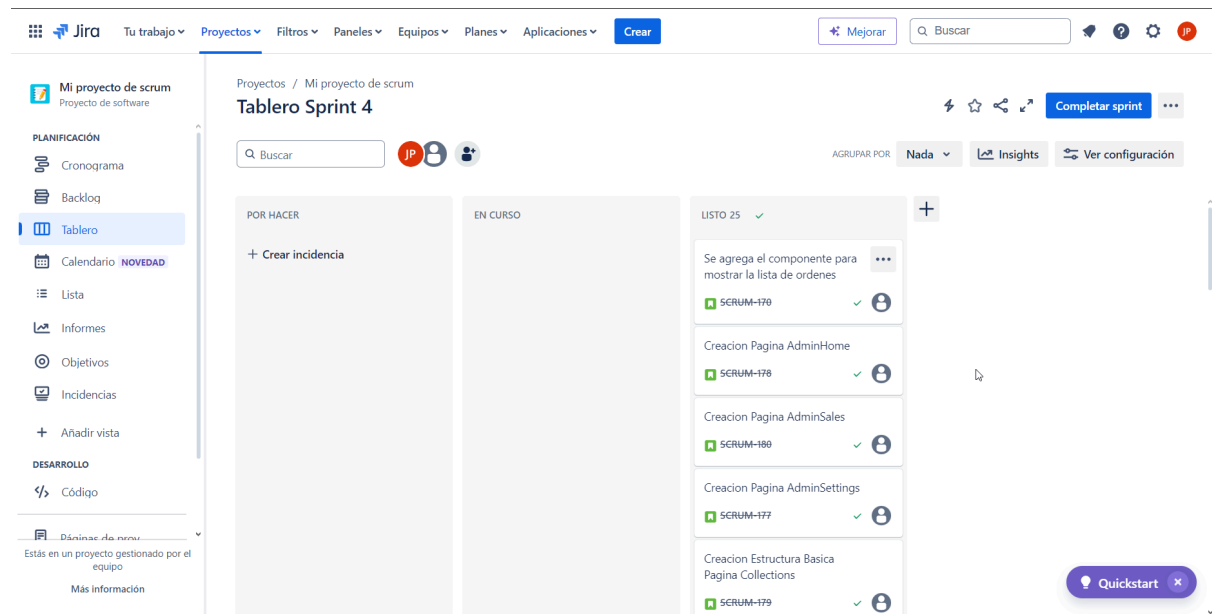 Jira Tu trabajo Proyectos Filtros Paneles Equipos Planes Aplicaciones Crear Mejorar Buscar JP
Mi proyecto de scrum
Proyecto de software
PLANIFICACIÓN
Cronograma
Backlog
Tablero
Calendario NOVEDAD
Lista
Informes
Objetivos
Incidencias
Añadir vista
DESARROLLO
Código
Páginas de proy
Estás en un proyecto gestionado por el
equipo
Más información
Proyectos / Mi proyecto de scrum
Tablero Sprint 4
Completar sprint
Buscar JP AGRUPAR POR Nada Insights Ver configuración
POR HACER
+ Crear incidencia
EN CURSO
LISTO 25
Se agrega el componente para
mostrar la lista de ordenes
SCRUM-170
Creacion Pagina AdminHome
SCRUM-178
Creacion Pagina AdminSales
SCRUM-180
Creacion Pagina AdminSettings
SCRUM-177
Creacion Estructura Basica
Pagina Collections
SCRUM-179
Quickstart